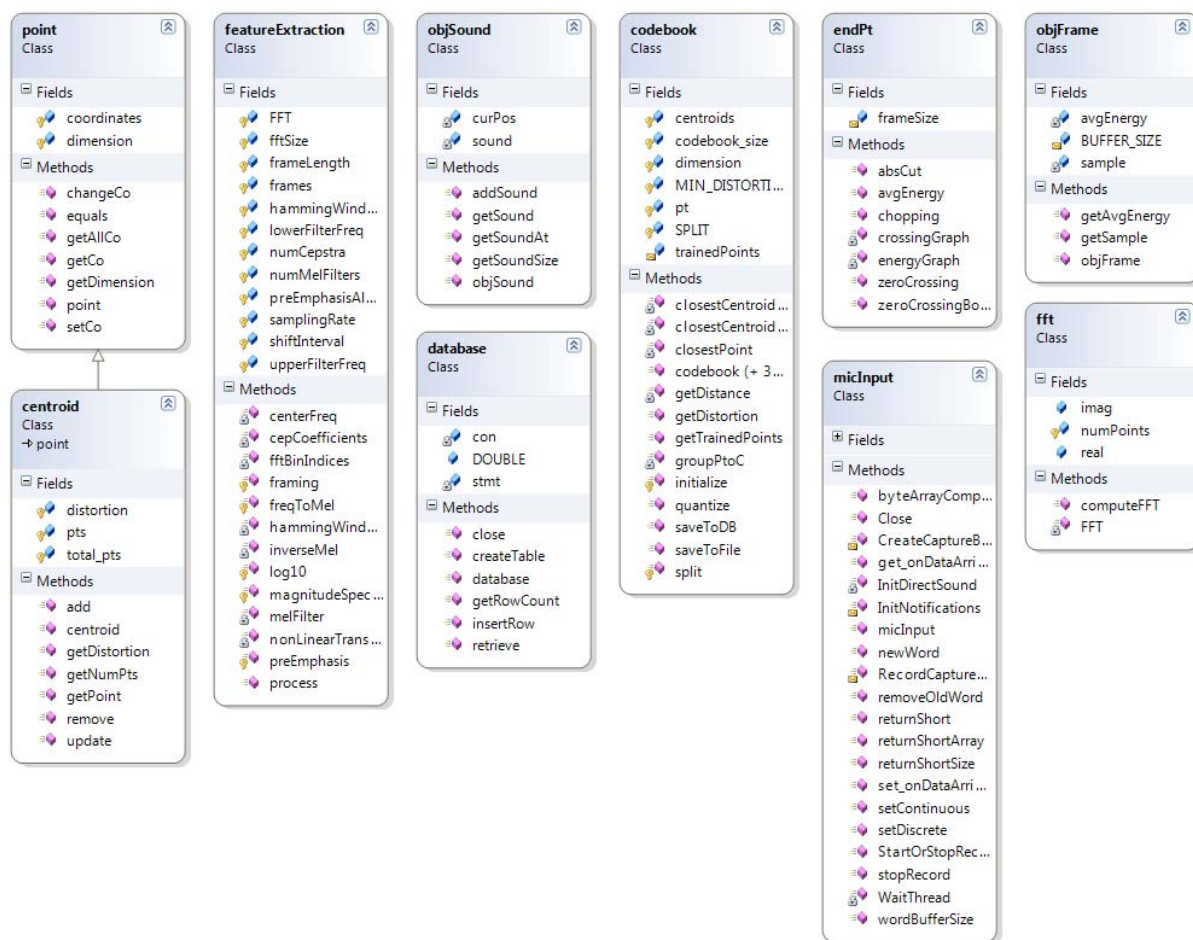 point
Class
Fields
coordinates
dimension
Methods
changeCo
equals
getAllCo
getCo
getDimension
point
setCo
centroid
Class
point
Fields
distortion
pts
total_pts
Methods
add
centroid
getDistortion
getNumPts
getPoint
remove
update
featureExtraction
Class
Fields
FFT
fftSize
frameLength
frames
hammingWind...
lowerFilterFreq
numCepstra
numMelFilters
preEmphasisAl...
samplingRate
shiftInterval
upperFilterFreq
Methods
centerFreq
cepCoefficients
fftBinIndices
framing
freqToMel
hammingWind...
inverseMel
log10
magnitudeSpec...
melFilter
nonLinearTrans...
preEmphasis
process
objSound
Class
Fields
curPos
sound
Methods
addSound
getSound
getSoundAt
getSoundSize
objSound
database
Class
Fields
con
DOUBLE
stmt
Methods
close
createTable
database
getRowCount
insertRow
retrieve
codebook
Class
Fields
centroids
codebook_size
dimension
MIN_DISTORTI...
pt
SPLIT
trainedPoints
Methods
closestCentroid...
closestCentroid...
closestPoint
codebook (+ 3...
getDistance
getDistortion
getTrainedPoints
groupPtoC
initialize
quantize
saveToDB
saveToFile
split
endPt
Class
Fields
frameSize
Methods
absCut
avgEnergy
chopping
crossingGraph
energyGraph
zeroCrossing
zeroCrossingBo...
micInput
Class
Fields
Methods
byteArrayComp...
Close
CreateCaptureB...
get_onDataArri...
InitDirectSound
InitNotifications
micInput
newWord
RecordCapture...
removeOldWord
returnShort
returnShortArray
returnShortSize
set_onDataArri...
setContinuous
setDiscrete
StartOrStopRec...
stopRecord
WaitThread
wordBufferSize
objFrame
Class
Fields
avgEnergy
BUFFER_SIZE
sample
Methods
getAvgEnergy
getSample
objFrame
fft
Class
Fields
imag
numPoints
real
Methods
computeFFT
FFT